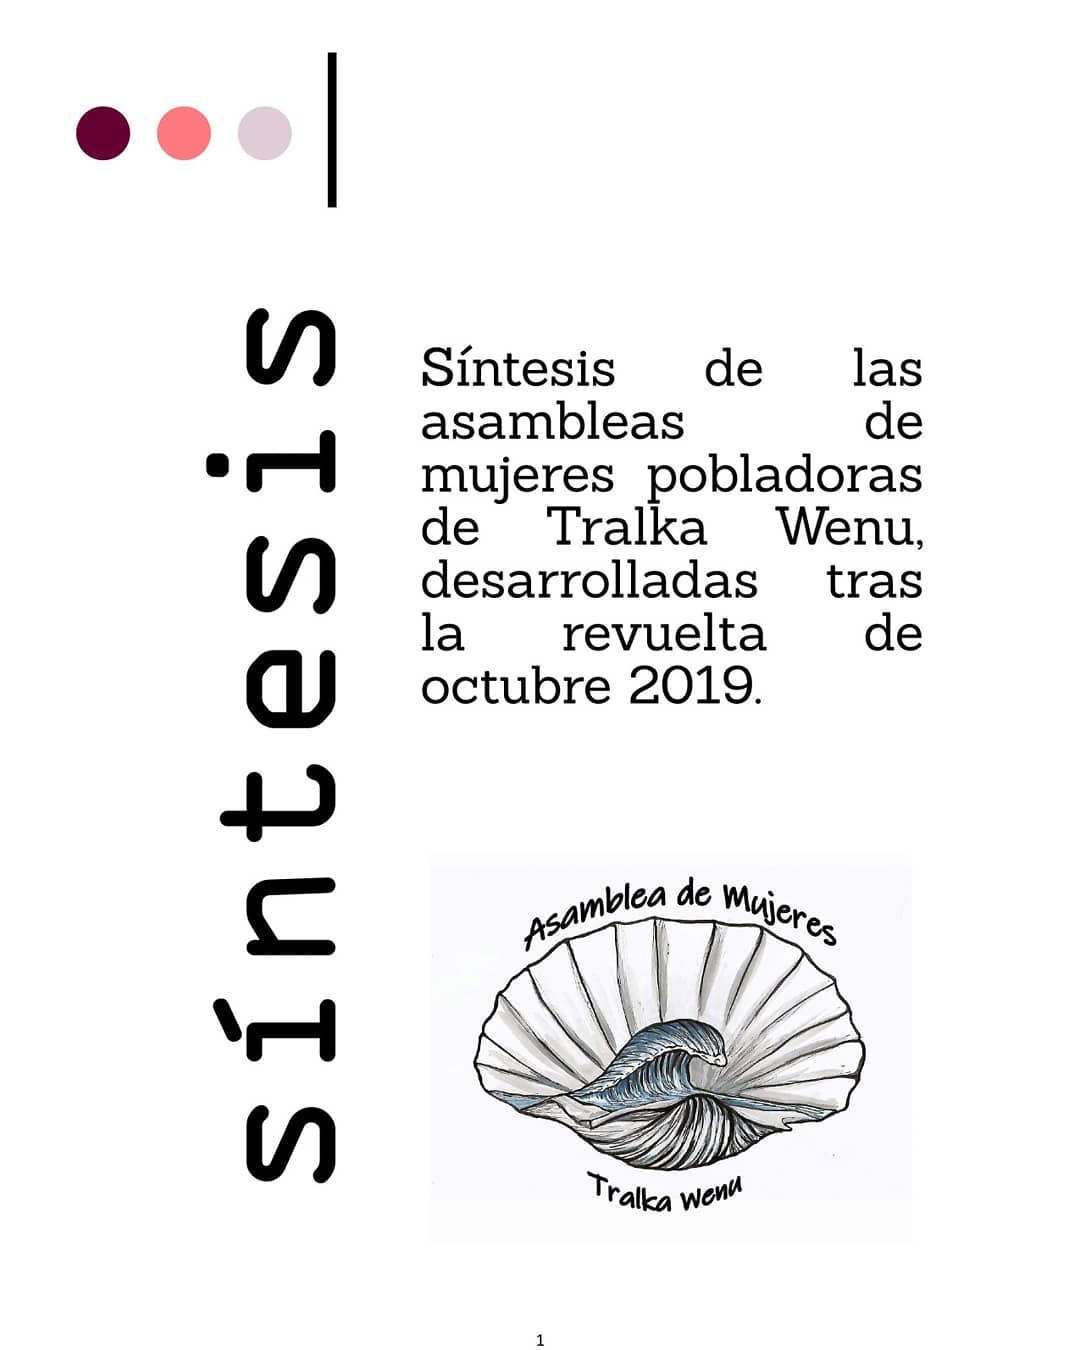 síntesis
Síntesis de las
asambleas de
mujeres pobladoras
de Tralka Wenu,
desarrolladas tras
la revuelta de
octubre 2019.
Asamblea de Mujeres
Tralka Wenu
1